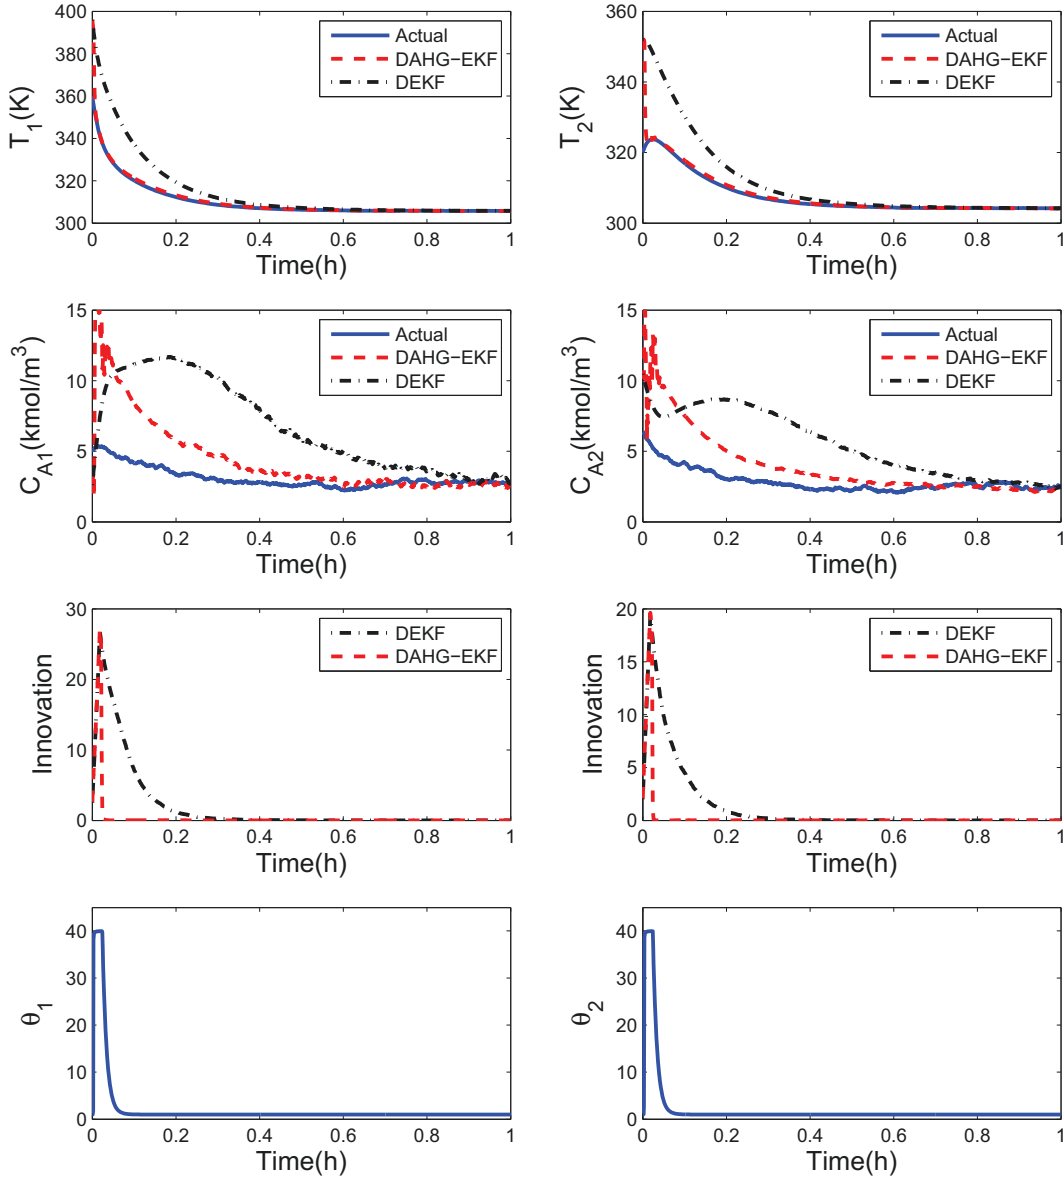 400
380
360
340
320
300
T₁(K)
0 0.2 0.4 0.6 0.8 1
Time(h)
Actual
DAHG−EKF
DEKF
360
340
320
300
T₂(K)
0 0.2 0.4 0.6 0.8 1
Time(h)
Actual
DAHG−EKF
DEKF
15
10
5
0
C_A1(kmol/m³)
0 0.2 0.4 0.6 0.8 1
Time(h)
Actual
DAHG−EKF
DEKF
15
10
5
0
C_A2(kmol/m³)
0 0.2 0.4 0.6 0.8 1
Time(h)
Actual
DAHG−EKF
DEKF
30
20
10
0
Innovation
0 0.2 0.4 0.6 0.8 1
Time(h)
DEKF
DAHG−EKF
20
15
10
5
0
Innovation
0 0.2 0.4 0.6 0.8 1
Time(h)
DEKF
DAHG−EKF
40
30
20
10
0
θ₁
0 0.2 0.4 0.6 0.8 1
Time(h)
40
30
20
10
0
θ₂
0 0.2 0.4 0.6 0.8 1
Time(h)